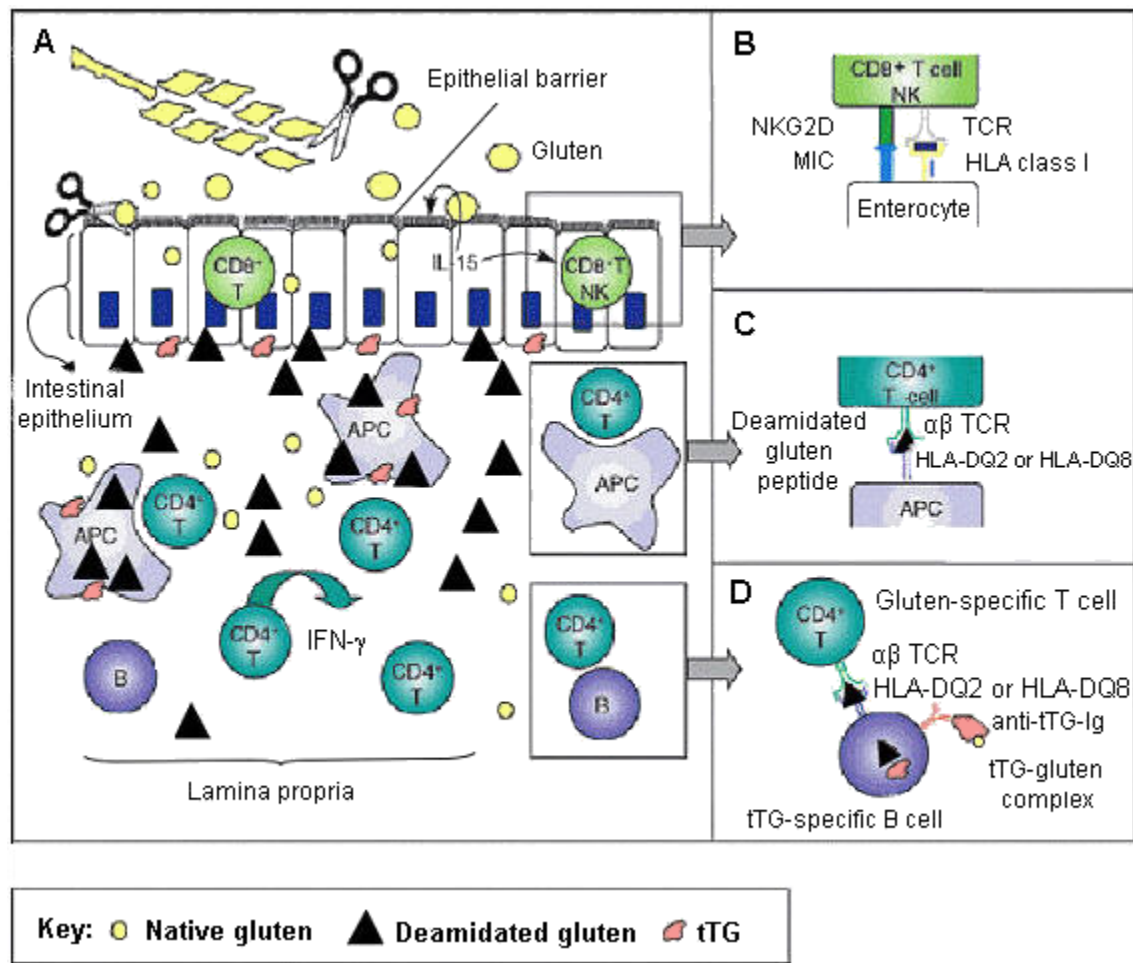 A
Epithelial barrier
Gluten
IL-15
CD8⁺
T
CD8⁺T
NK
Intestinal
epithelium
APC
CD4⁺
T
APC
CD4⁺
T
CD4⁺
T
APC
CD4⁺
T
IFN-γ
CD4⁺
T
B
CD4⁺
T
B
Lamina propria
B
CD8+ T cell
NK
NKG2D
TCR
MIC
HLA class I
Enterocyte
C
CD4⁺
T -cell
Deamidated
gluten
peptide
αβ TCR
HLA-DQ2 or HLA-DQ8
APC
D
CD4⁺
T
Gluten-specific T cell
αβ TCR
HLA-DQ2 or HLA-DQ8
anti-tTG-Ig
tTG-gluten
complex
tTG-specific B cell
Key: Native gluten Deamidated gluten tTG